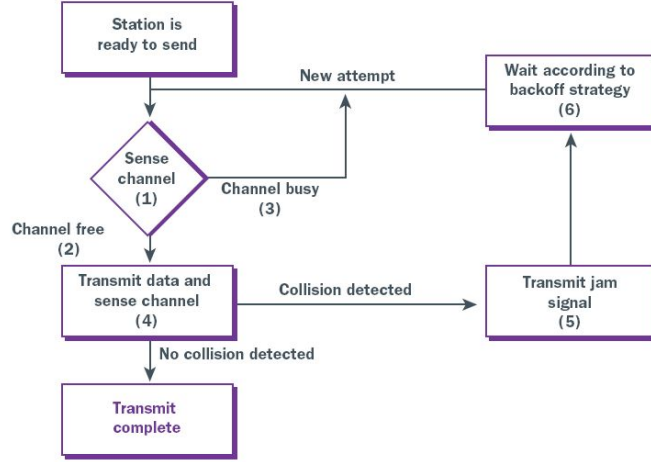 Station is
ready to send
New attempt
Wait according to
backoff strategy
(6)
Sense
channel
(1)
Channel busy
(3)
Channel free
(2)
Transmit data and
sense channel
(4)
Collision detected
Transmit jam
signal
(5)
No collision detected
Transmit
complete